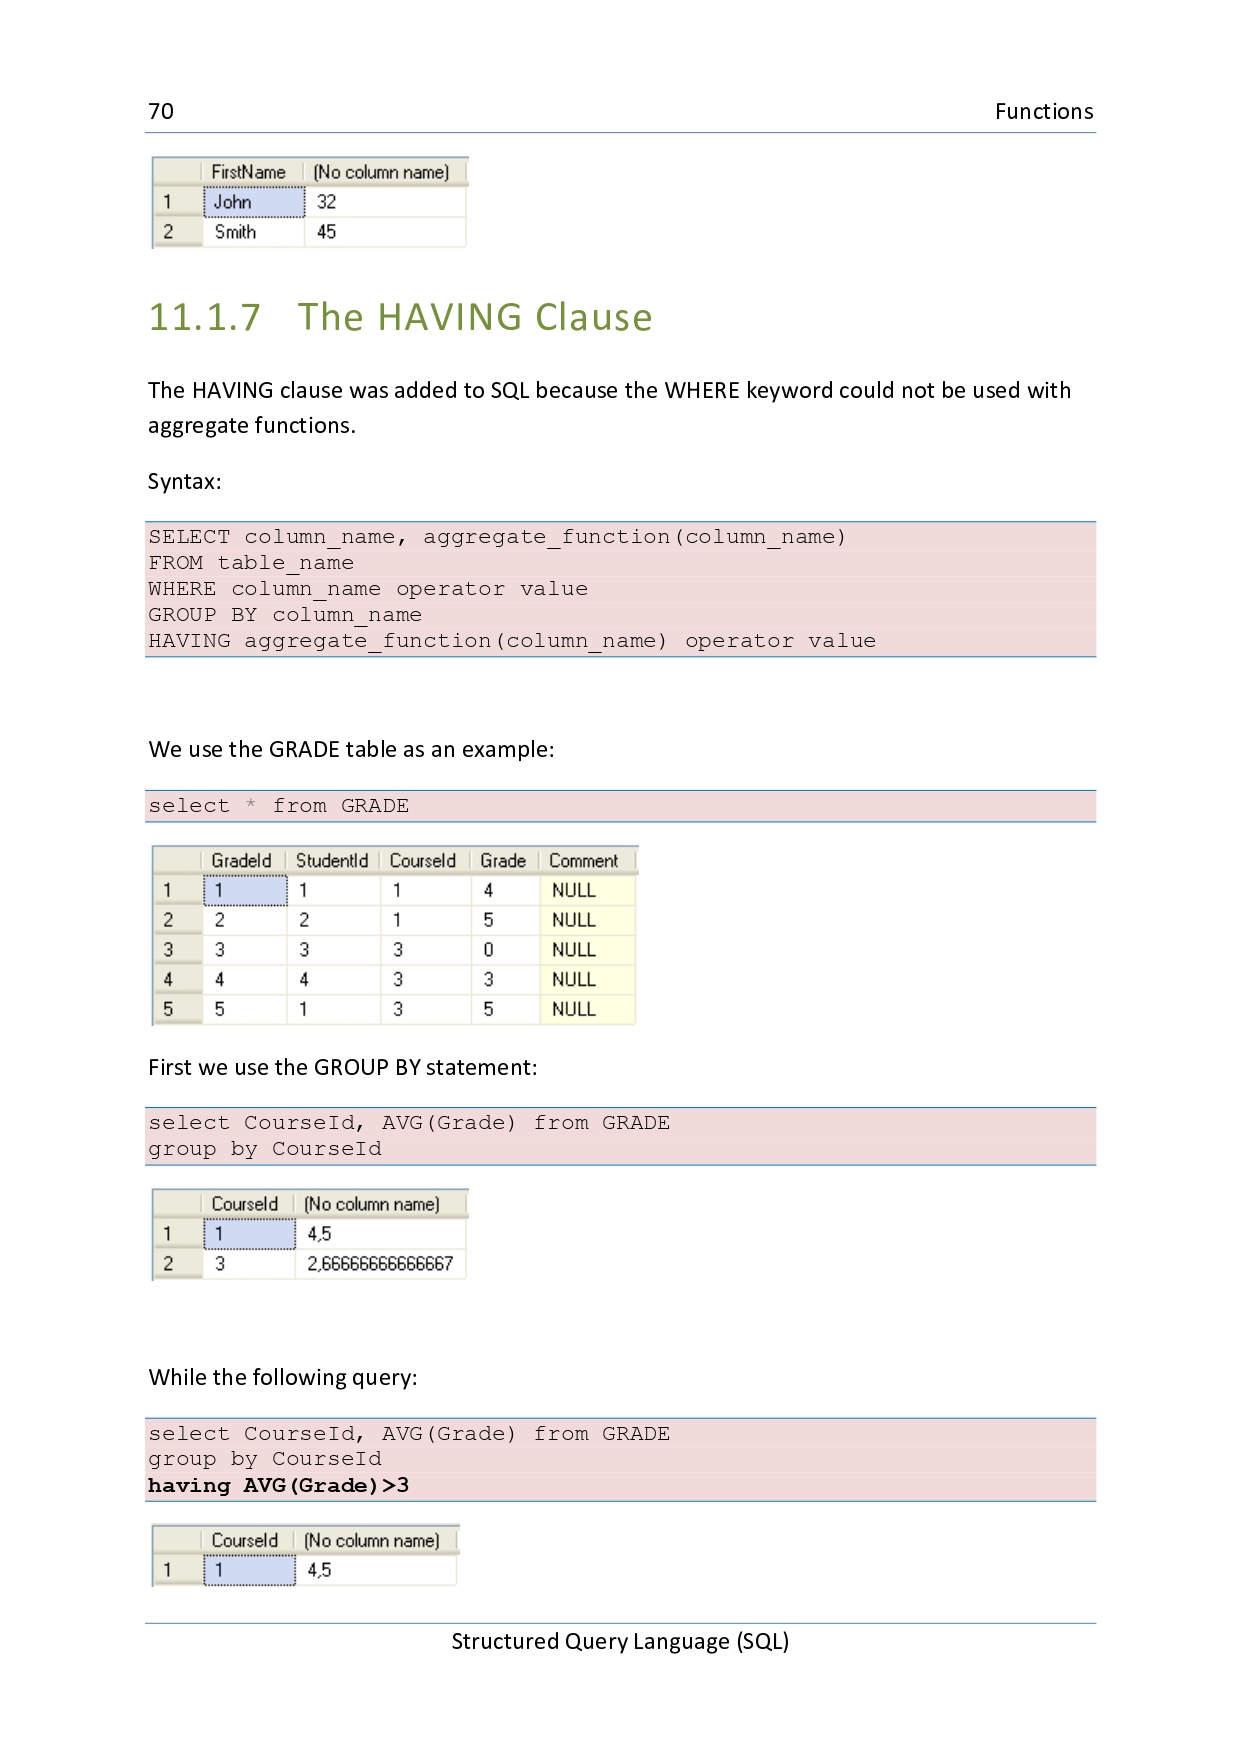 70 Functions
FirstName (No column name)
1 John 32
2 Smith 45
11.1.7 The HAVING Clause
The HAVING clause was added to SQL because the WHERE keyword could not be used with
aggregate functions.
Syntax:
SELECT column_name, aggregate_function(column_name)
FROM table_name
WHERE column_name operator value
GROUP BY column_name
HAVING aggregate_function(column_name) operator value
We use the GRADE table as an example:
select * from GRADE
GradeId StudentId CourseId Grade Comment
1 1 1 1 4 NULL
2 2 2 1 5 NULL
3 3 3 3 0 NULL
4 4 4 3 3 NULL
5 5 1 3 5 NULL
First we use the GROUP BY statement:
select CourseId, AVG(Grade) from GRADE
group by CourseId
CourseId (No column name)
1 1 4,5
2 3 2,66666666666667
While the following query:
select CourseId, AVG(Grade) from GRADE
group by CourseId
having AVG(Grade)>3
CourseId (No column name)
1 1 4,5
Structured Query Language (SQL)